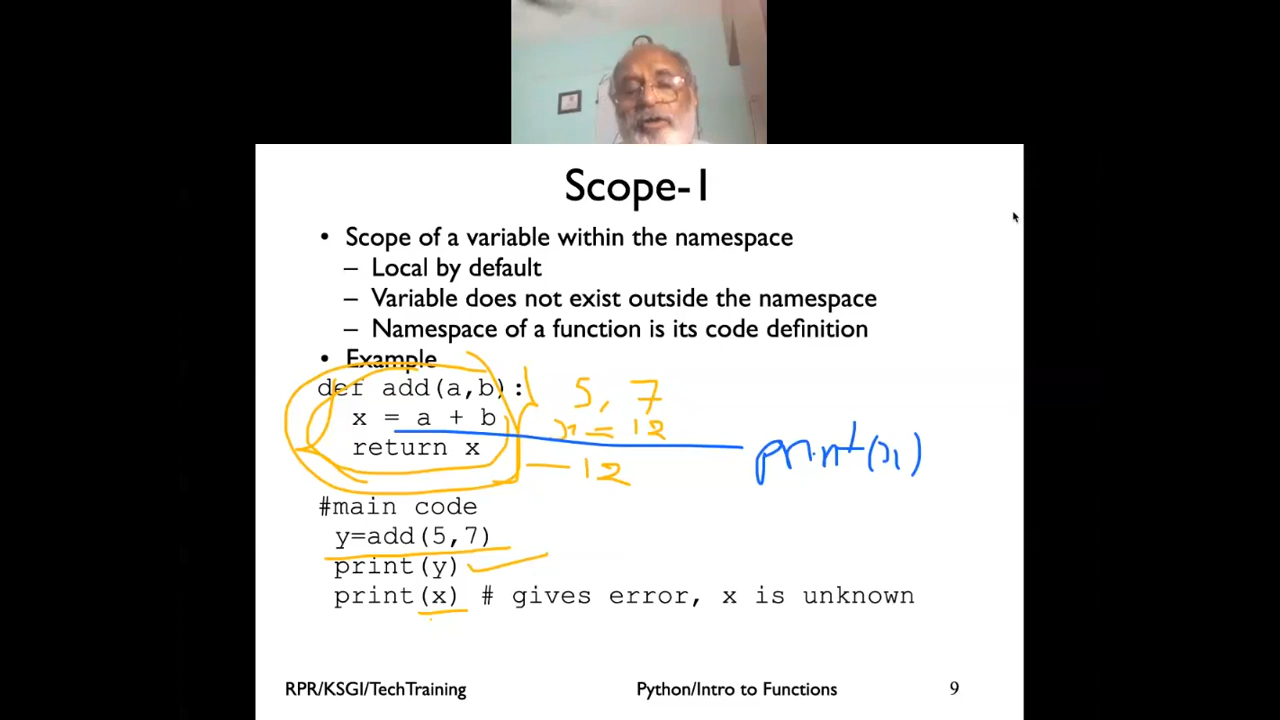 Scope-1
• Scope of a variable within the namespace
– Local by default
– Variable does not exist outside the namespace
– Namespace of a function is its code definition
• Example
def add(a,b):
5, 7
x = a + b
x = 12
return x
print(x)
12
#main code
y=add(5,7)
print(y)
print(x) # gives error, x is unknown
RPR/KSGI/TechTraining
Python/Intro to Functions
9